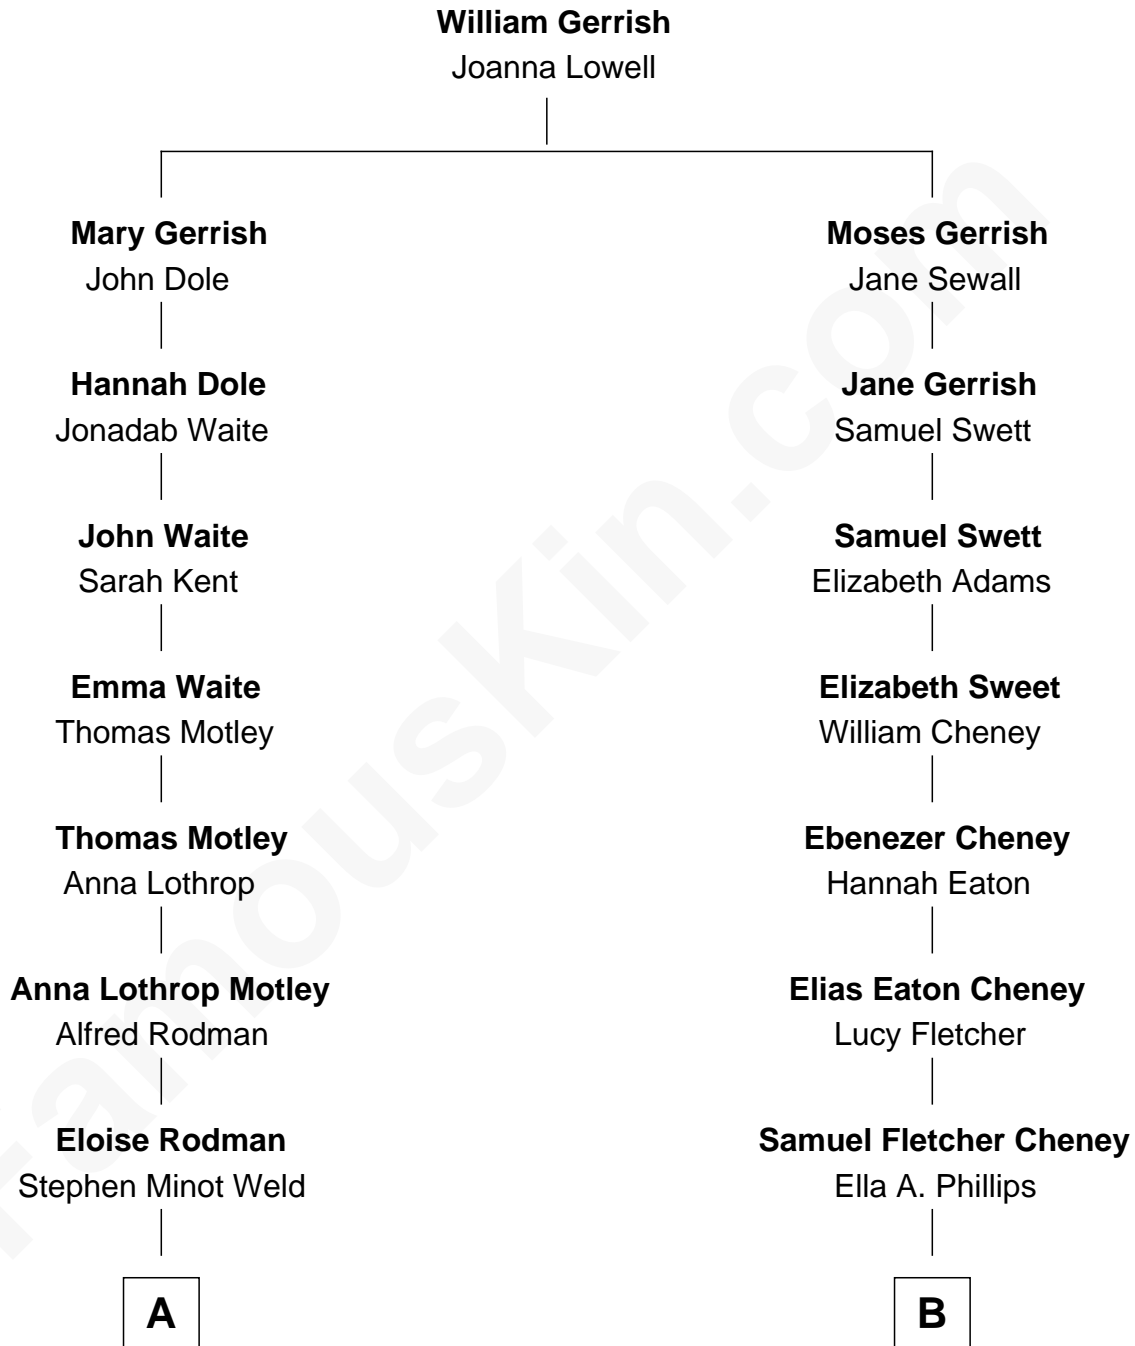 William Gerrish
Joanna Lowell
Mary Gerrish
John Dole
Moses Gerrish
Jane Sewall
Hannah Dole
Jonadab Waite
Jane Gerrish
Samuel Swett
John Waite
Sarah Kent
Samuel Swett
Elizabeth Adams
Emma Waite
Thomas Motley
Elizabeth Sweet
William Cheney
Thomas Motley
Anna Lothrop
Ebenezer Cheney
Hannah Eaton
Anna Lothrop Motley
Alfred Rodman
Elias Eaton Cheney
Lucy Fletcher
Eloise Rodman
Stephen Minot Weld
Samuel Fletcher Cheney
Ella A. Phillips
A
B
FamousKin.com